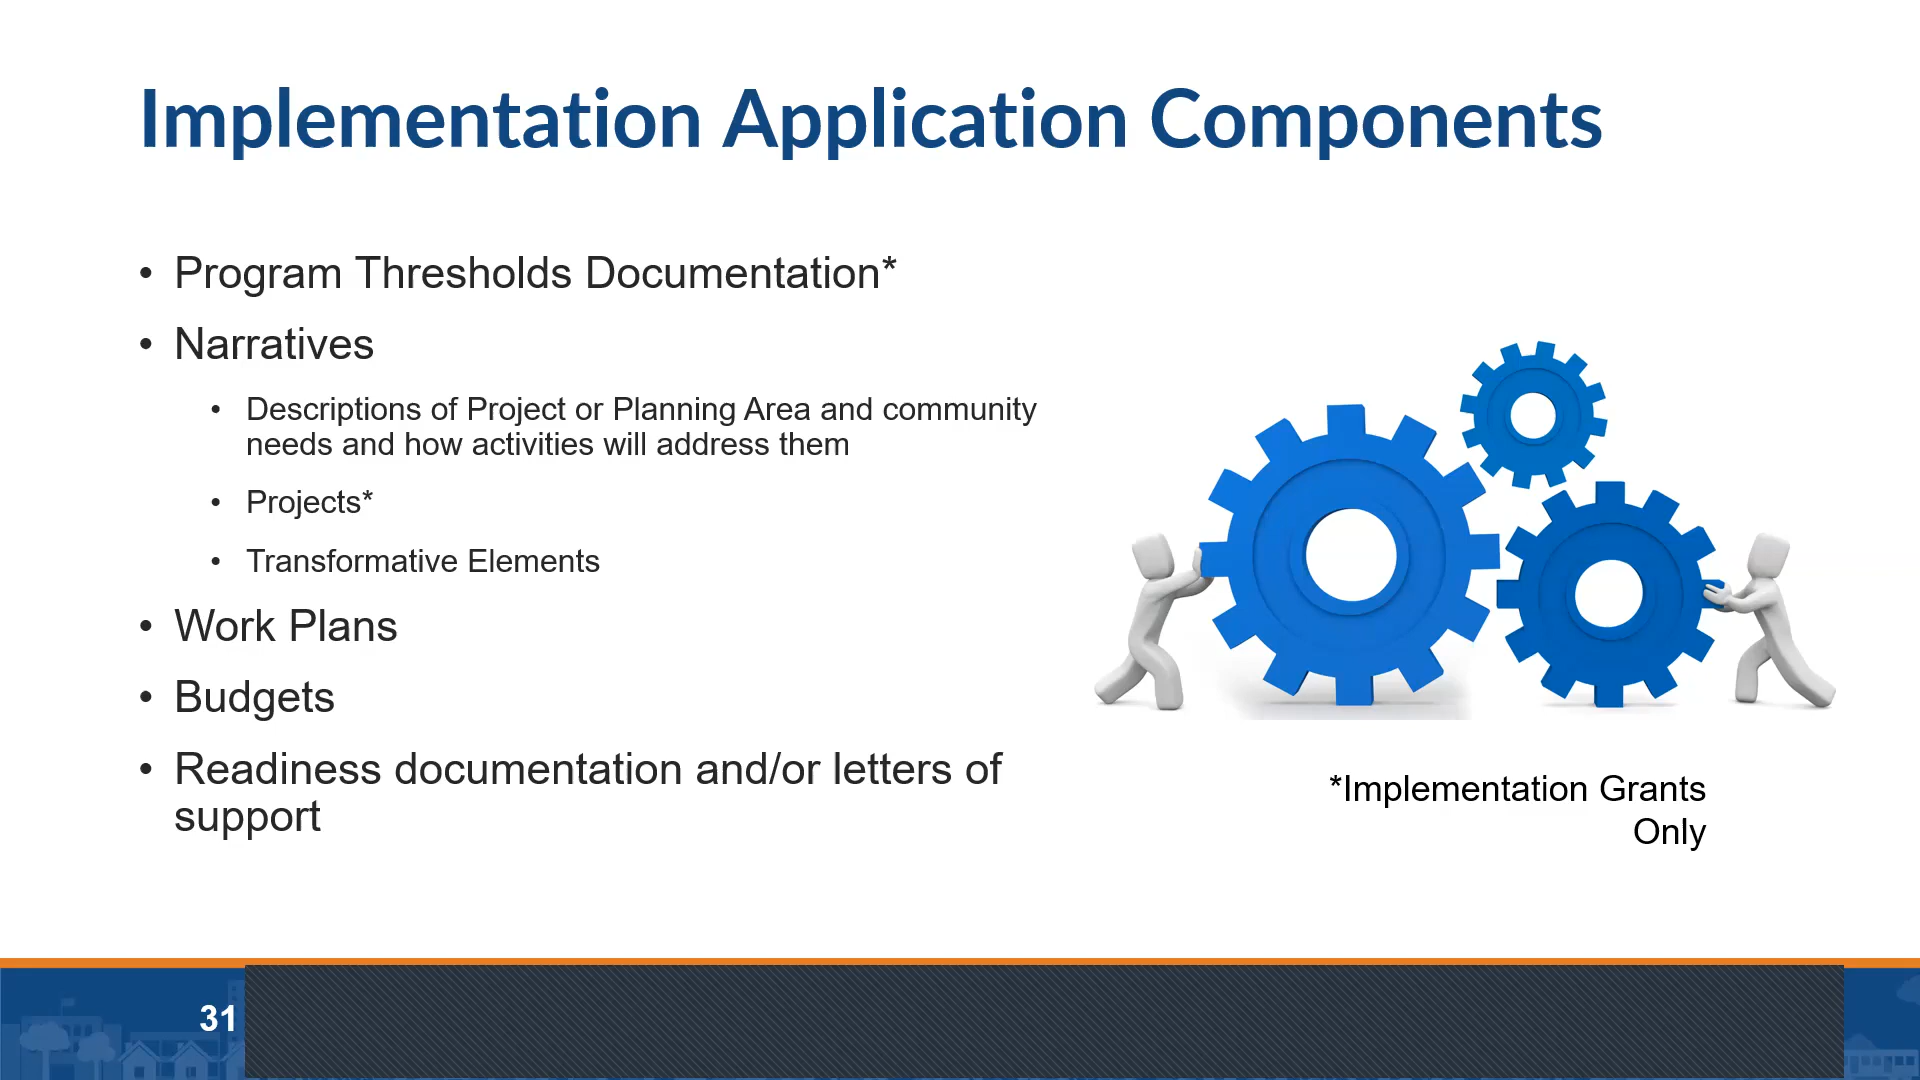 Implementation Application Components
• Program Thresholds Documentation*
• Narratives
• Descriptions of Project or Planning Area and community
needs and how activities will address them
• Projects*
• Transformative Elements
• Work Plans
• Budgets
• Readiness documentation and/or letters of
support
*Implementation Grants
Only
31